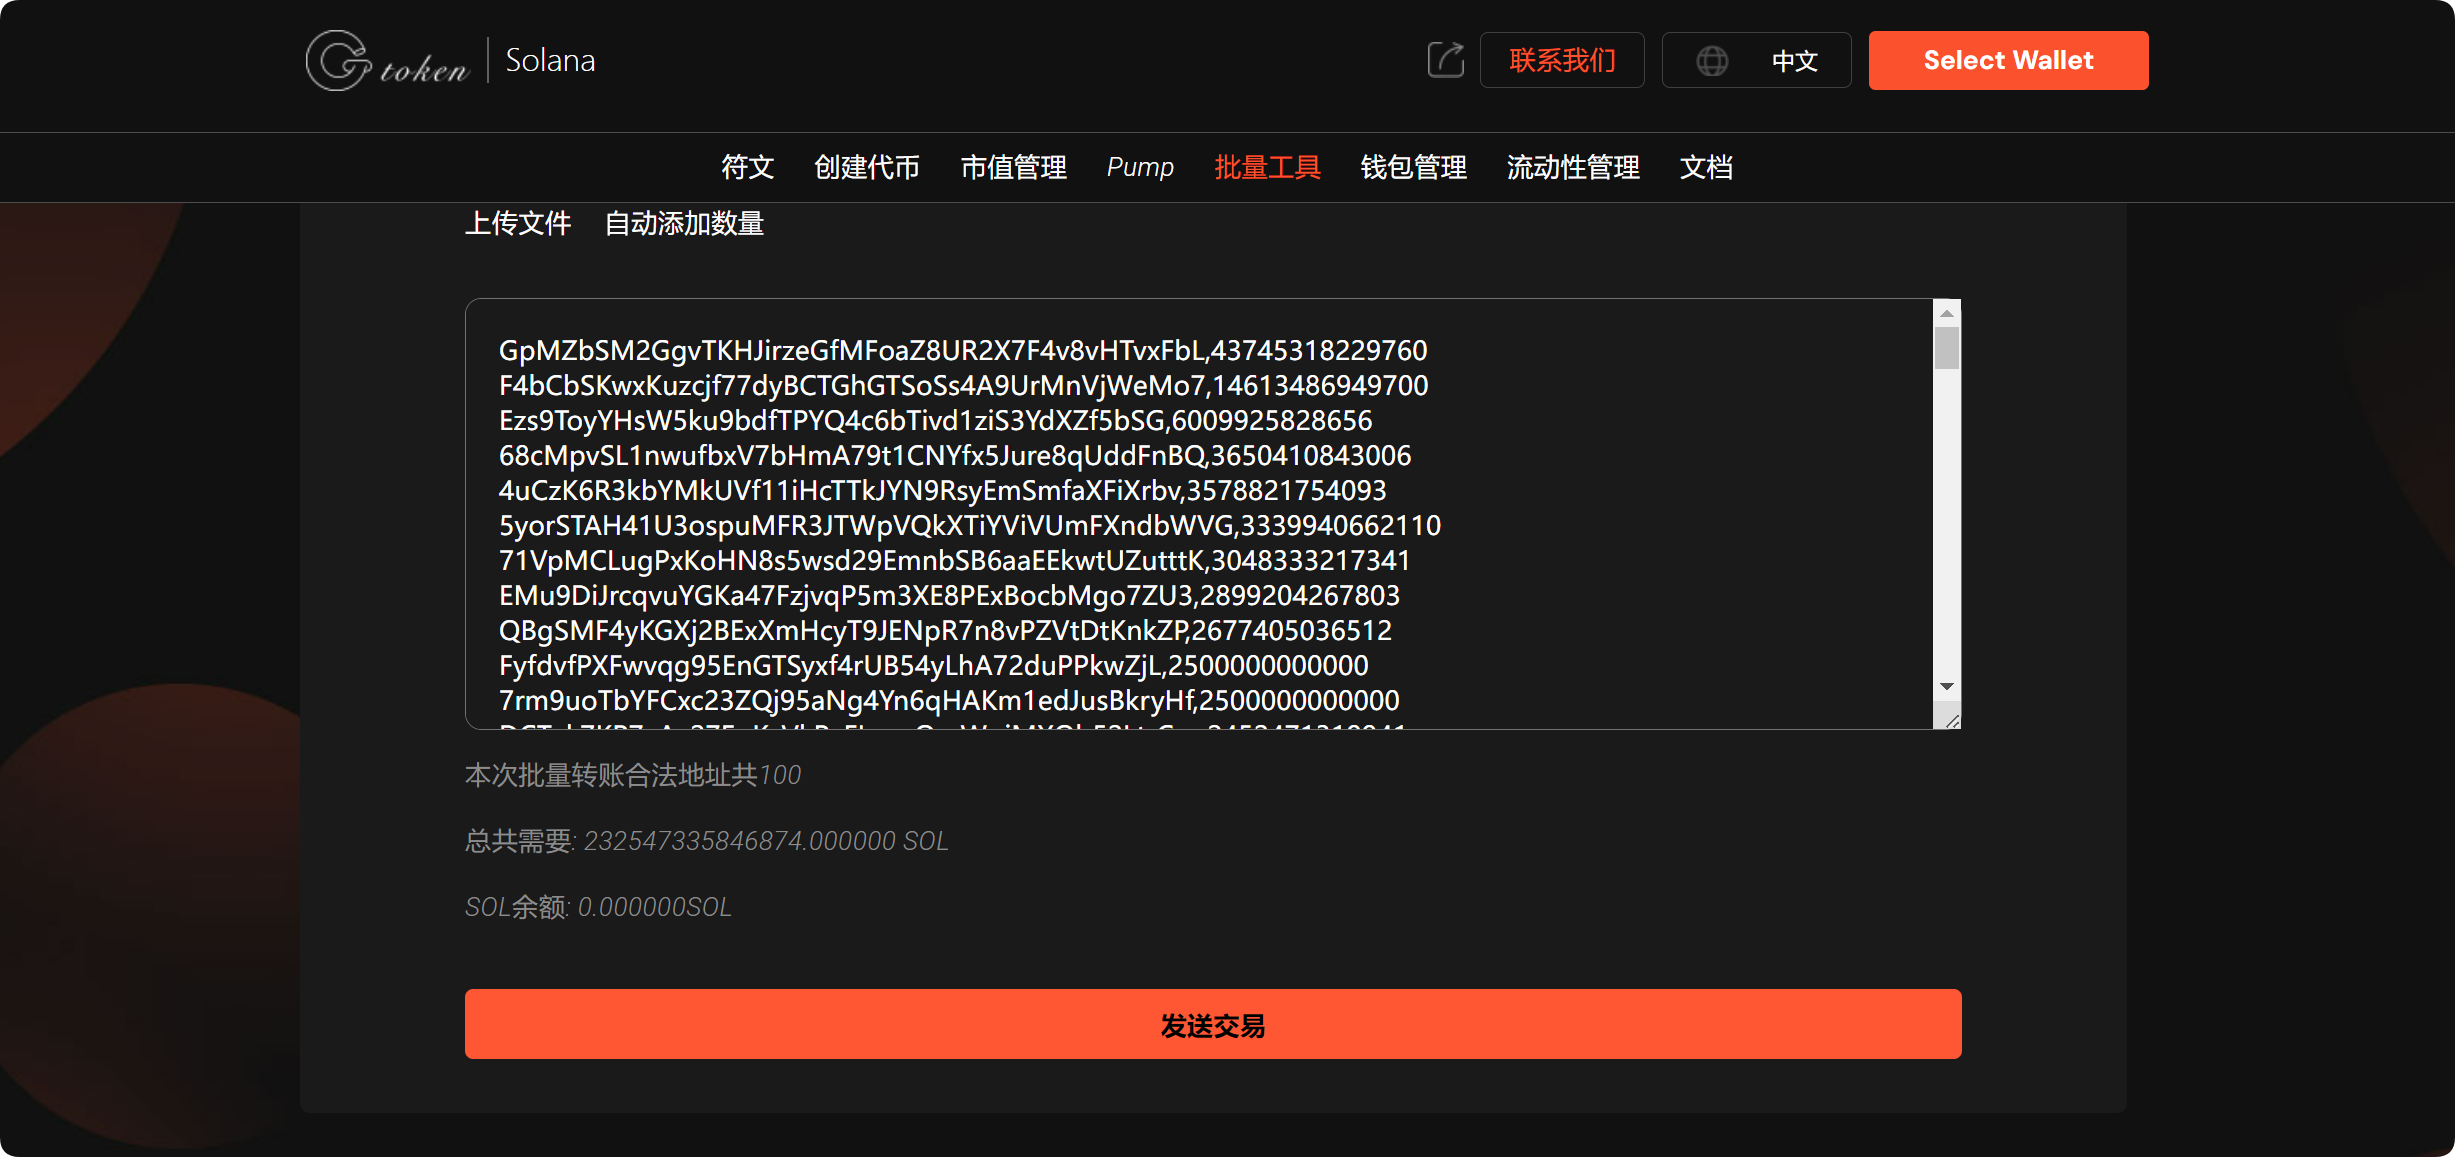 Gtoken | Solana
联系我们
中文
Select Wallet
符文 创建代币 市值管理 Pump 批量工具 钱包管理 流动性管理 文档
上传文件 自动添加数量
GpMZbSM2GgvTKHJirzeGfMFoaZ8UR2X7F4v8vHTvxFbL,43745318229760
F4bCbSKwxKuzcjf77dyBCTGhGTSoSs4A9UrMnVjWeMo7,14613486949700
Ezs9ToyYHsW5ku9bdfTPYQ4c6bTivd1ziS3YdXZf5bSG,6009925828656
68cMpvSL1nwufbxV7bHmA79t1CNYfx5Jure8qUddFnBQ,3650410843006
4uCzK6R3kbYMkUVf11iHcTTkJYN9RsyEmSmfaXFiXrbv,3578821754093
5yorSTAH41U3ospuMFR3JTWpVQkXTiYViVUmFXndbWVG,3339940662110
71VpMCLugPxKoHN8s5wsd29EmnbSB6aaEEkwtUZutttK,3048333217341
EMu9DiJrcqvuYGKa47FzjvqP5m3XE8PExBocbMgo7ZU3,2899204267803
QBgSMF4yKGXj2BExXmHcyT9JENpR7n8vPZVtDtKnkZP,2677405036512
FyfdvfPXFwvqg95EnGTSyxf4rUB54yLhA72duPPkwZjL,2500000000000
7rm9uoTbYFCxc23ZQj95aNg4Yn6qHAKm1edJusBkryHf,2500000000000
本次批量转账合法地址共100
总共需要: 232547335846874.000000 SOL
SOL余额: 0.000000SOL
发送交易